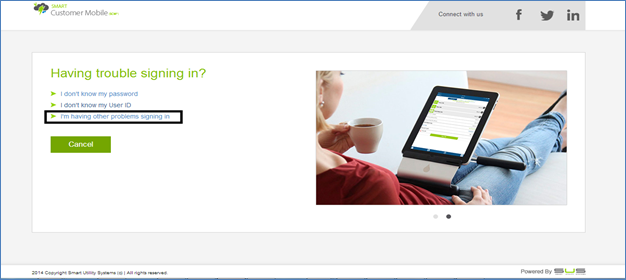 SMART
Customer Mobile
Connect with us
Having trouble signing in?
I don't know my password
I don't know my User ID
I'm having other problems signing in
Cancel
2014 Copyright Smart Utility Systems (c) | All rights reserved.
Powered By SUS